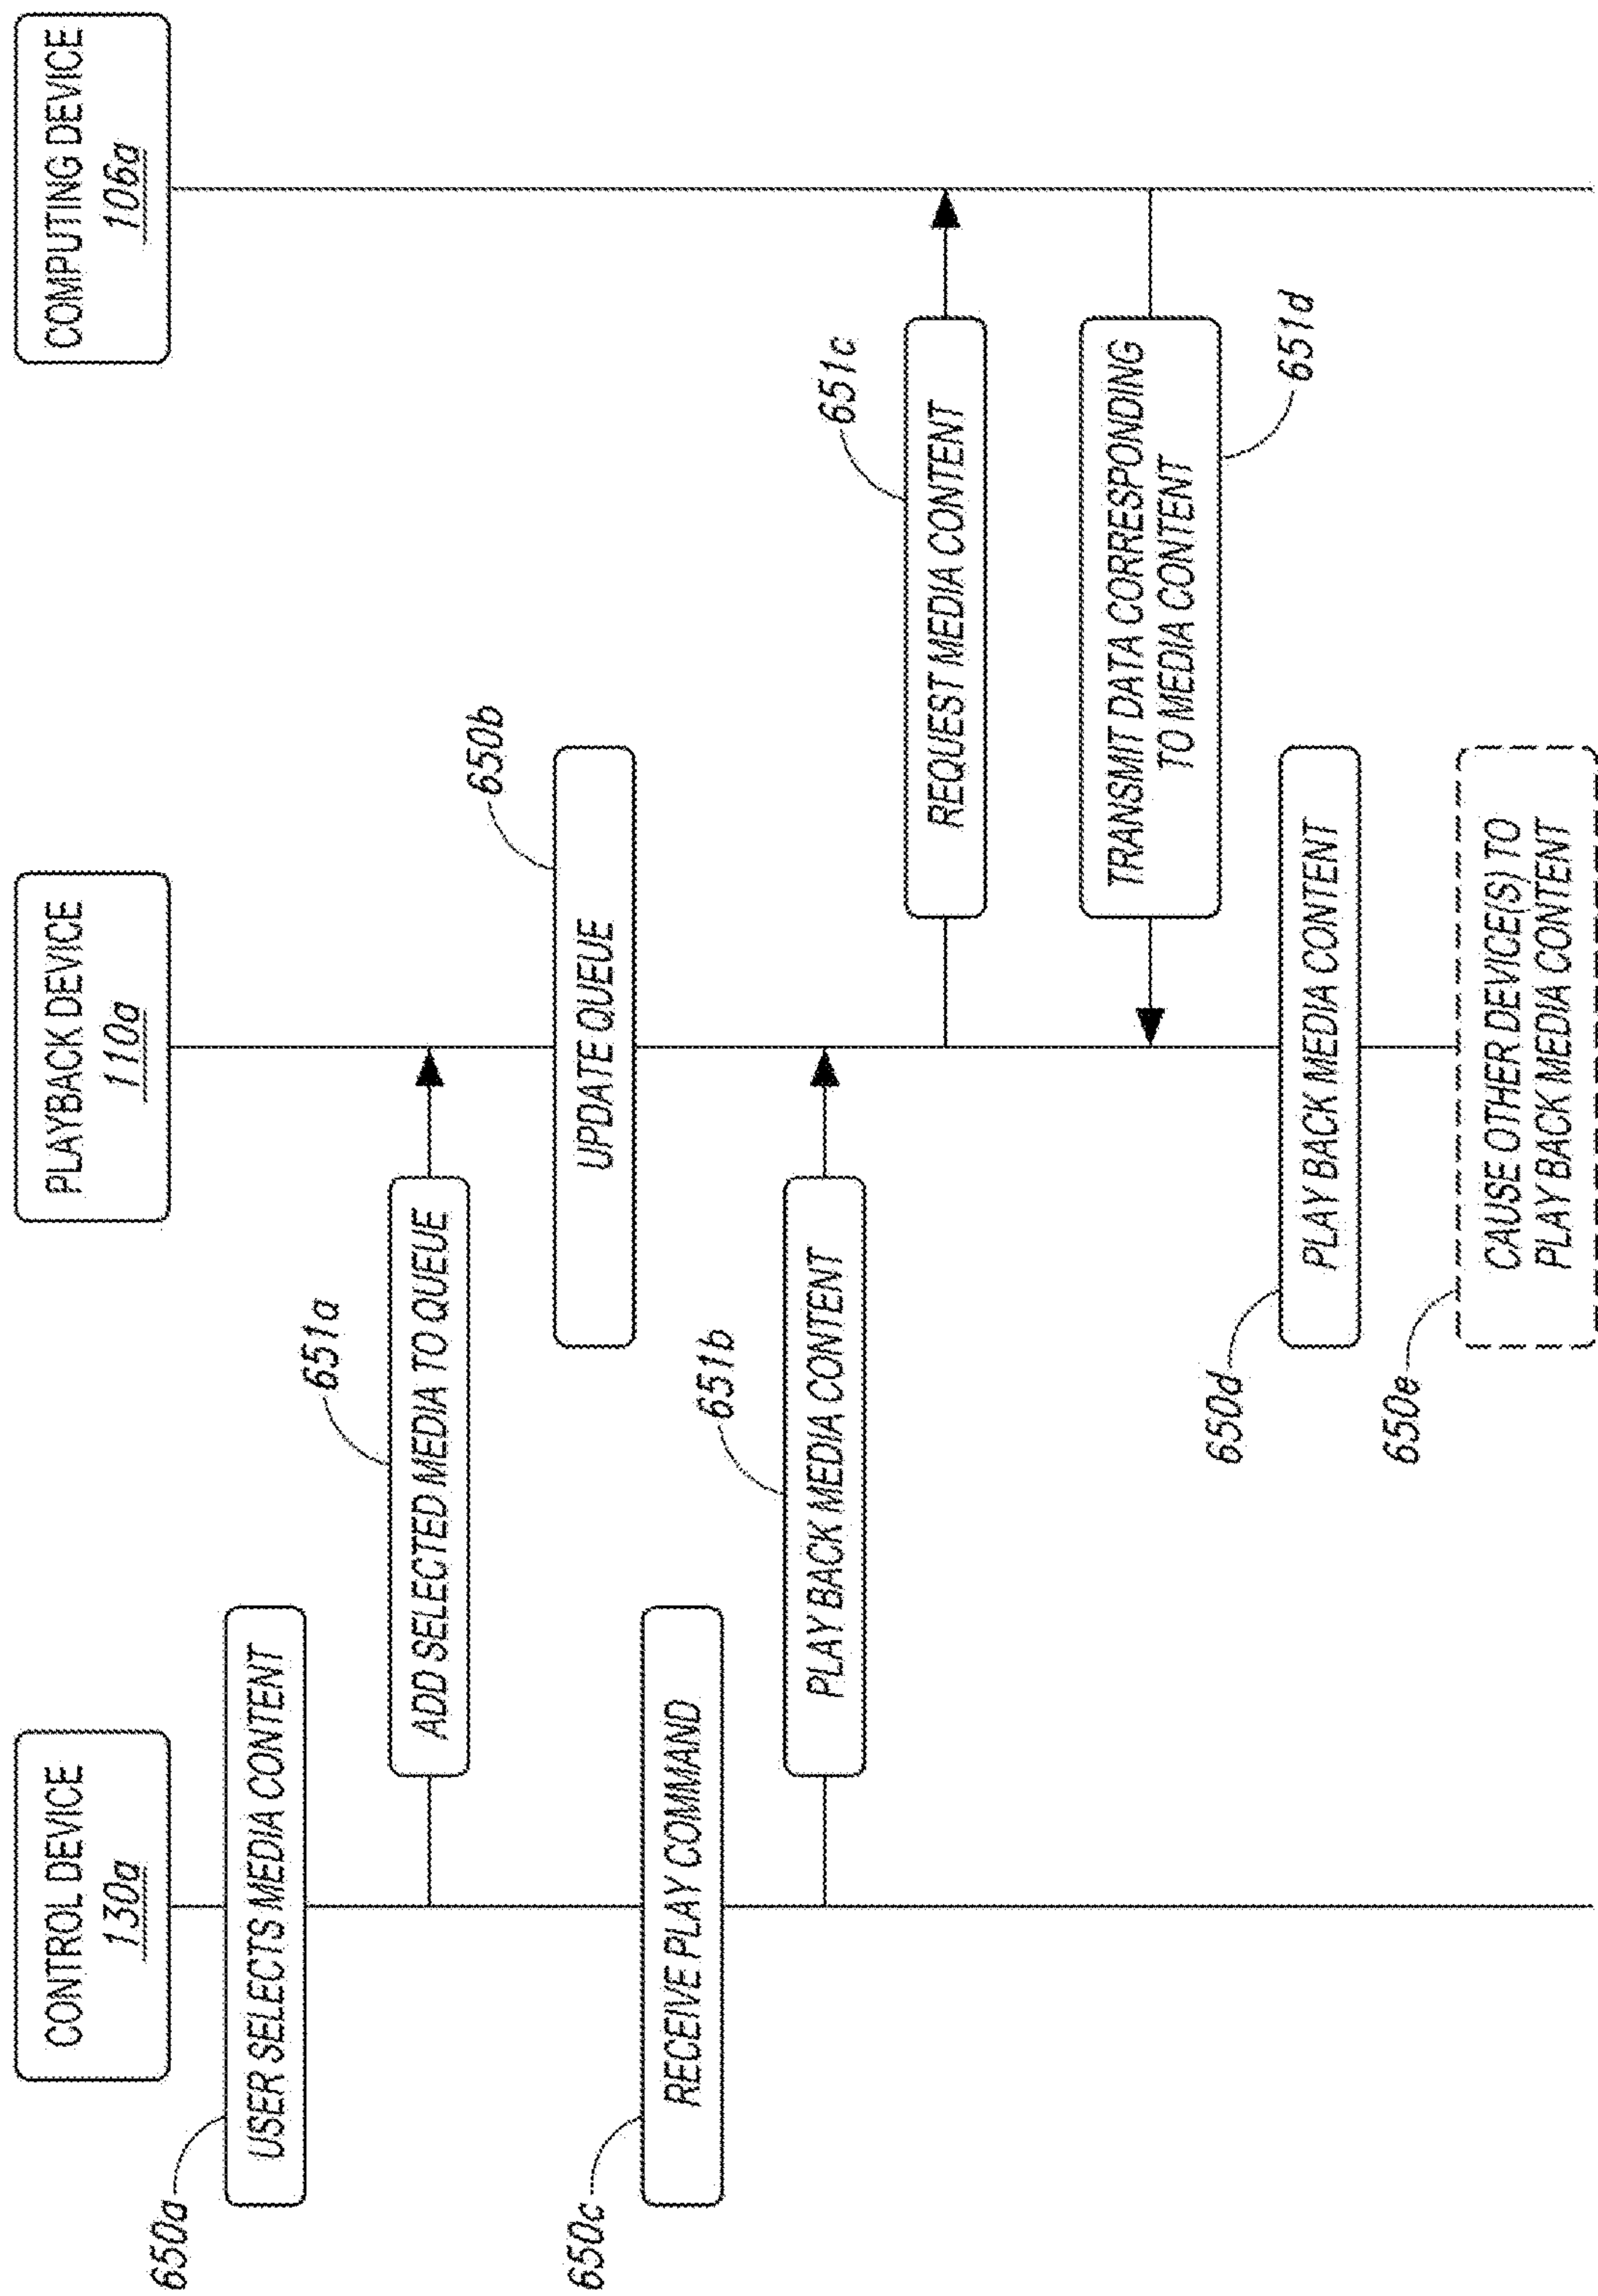 CONTROL DEVICE
130a
PLAYBACK DEVICE
110a
COMPUTING DEVICE
106a
650a
USER SELECTS MEDIA CONTENT
651a
ADD SELECTED MEDIA TO QUEUE
650b
UPDATE QUEUE
650c
RECEIVE PLAY COMMAND
651b
PLAY BACK MEDIA CONTENT
651c
REQUEST MEDIA CONTENT
TRANSMIT DATA CORRESPONDING
TO MEDIA CONTENT
651d
650d
PLAY BACK MEDIA CONTENT
650e
CAUSE OTHER DEVICE(S) TO
PLAY BACK MEDIA CONTENT